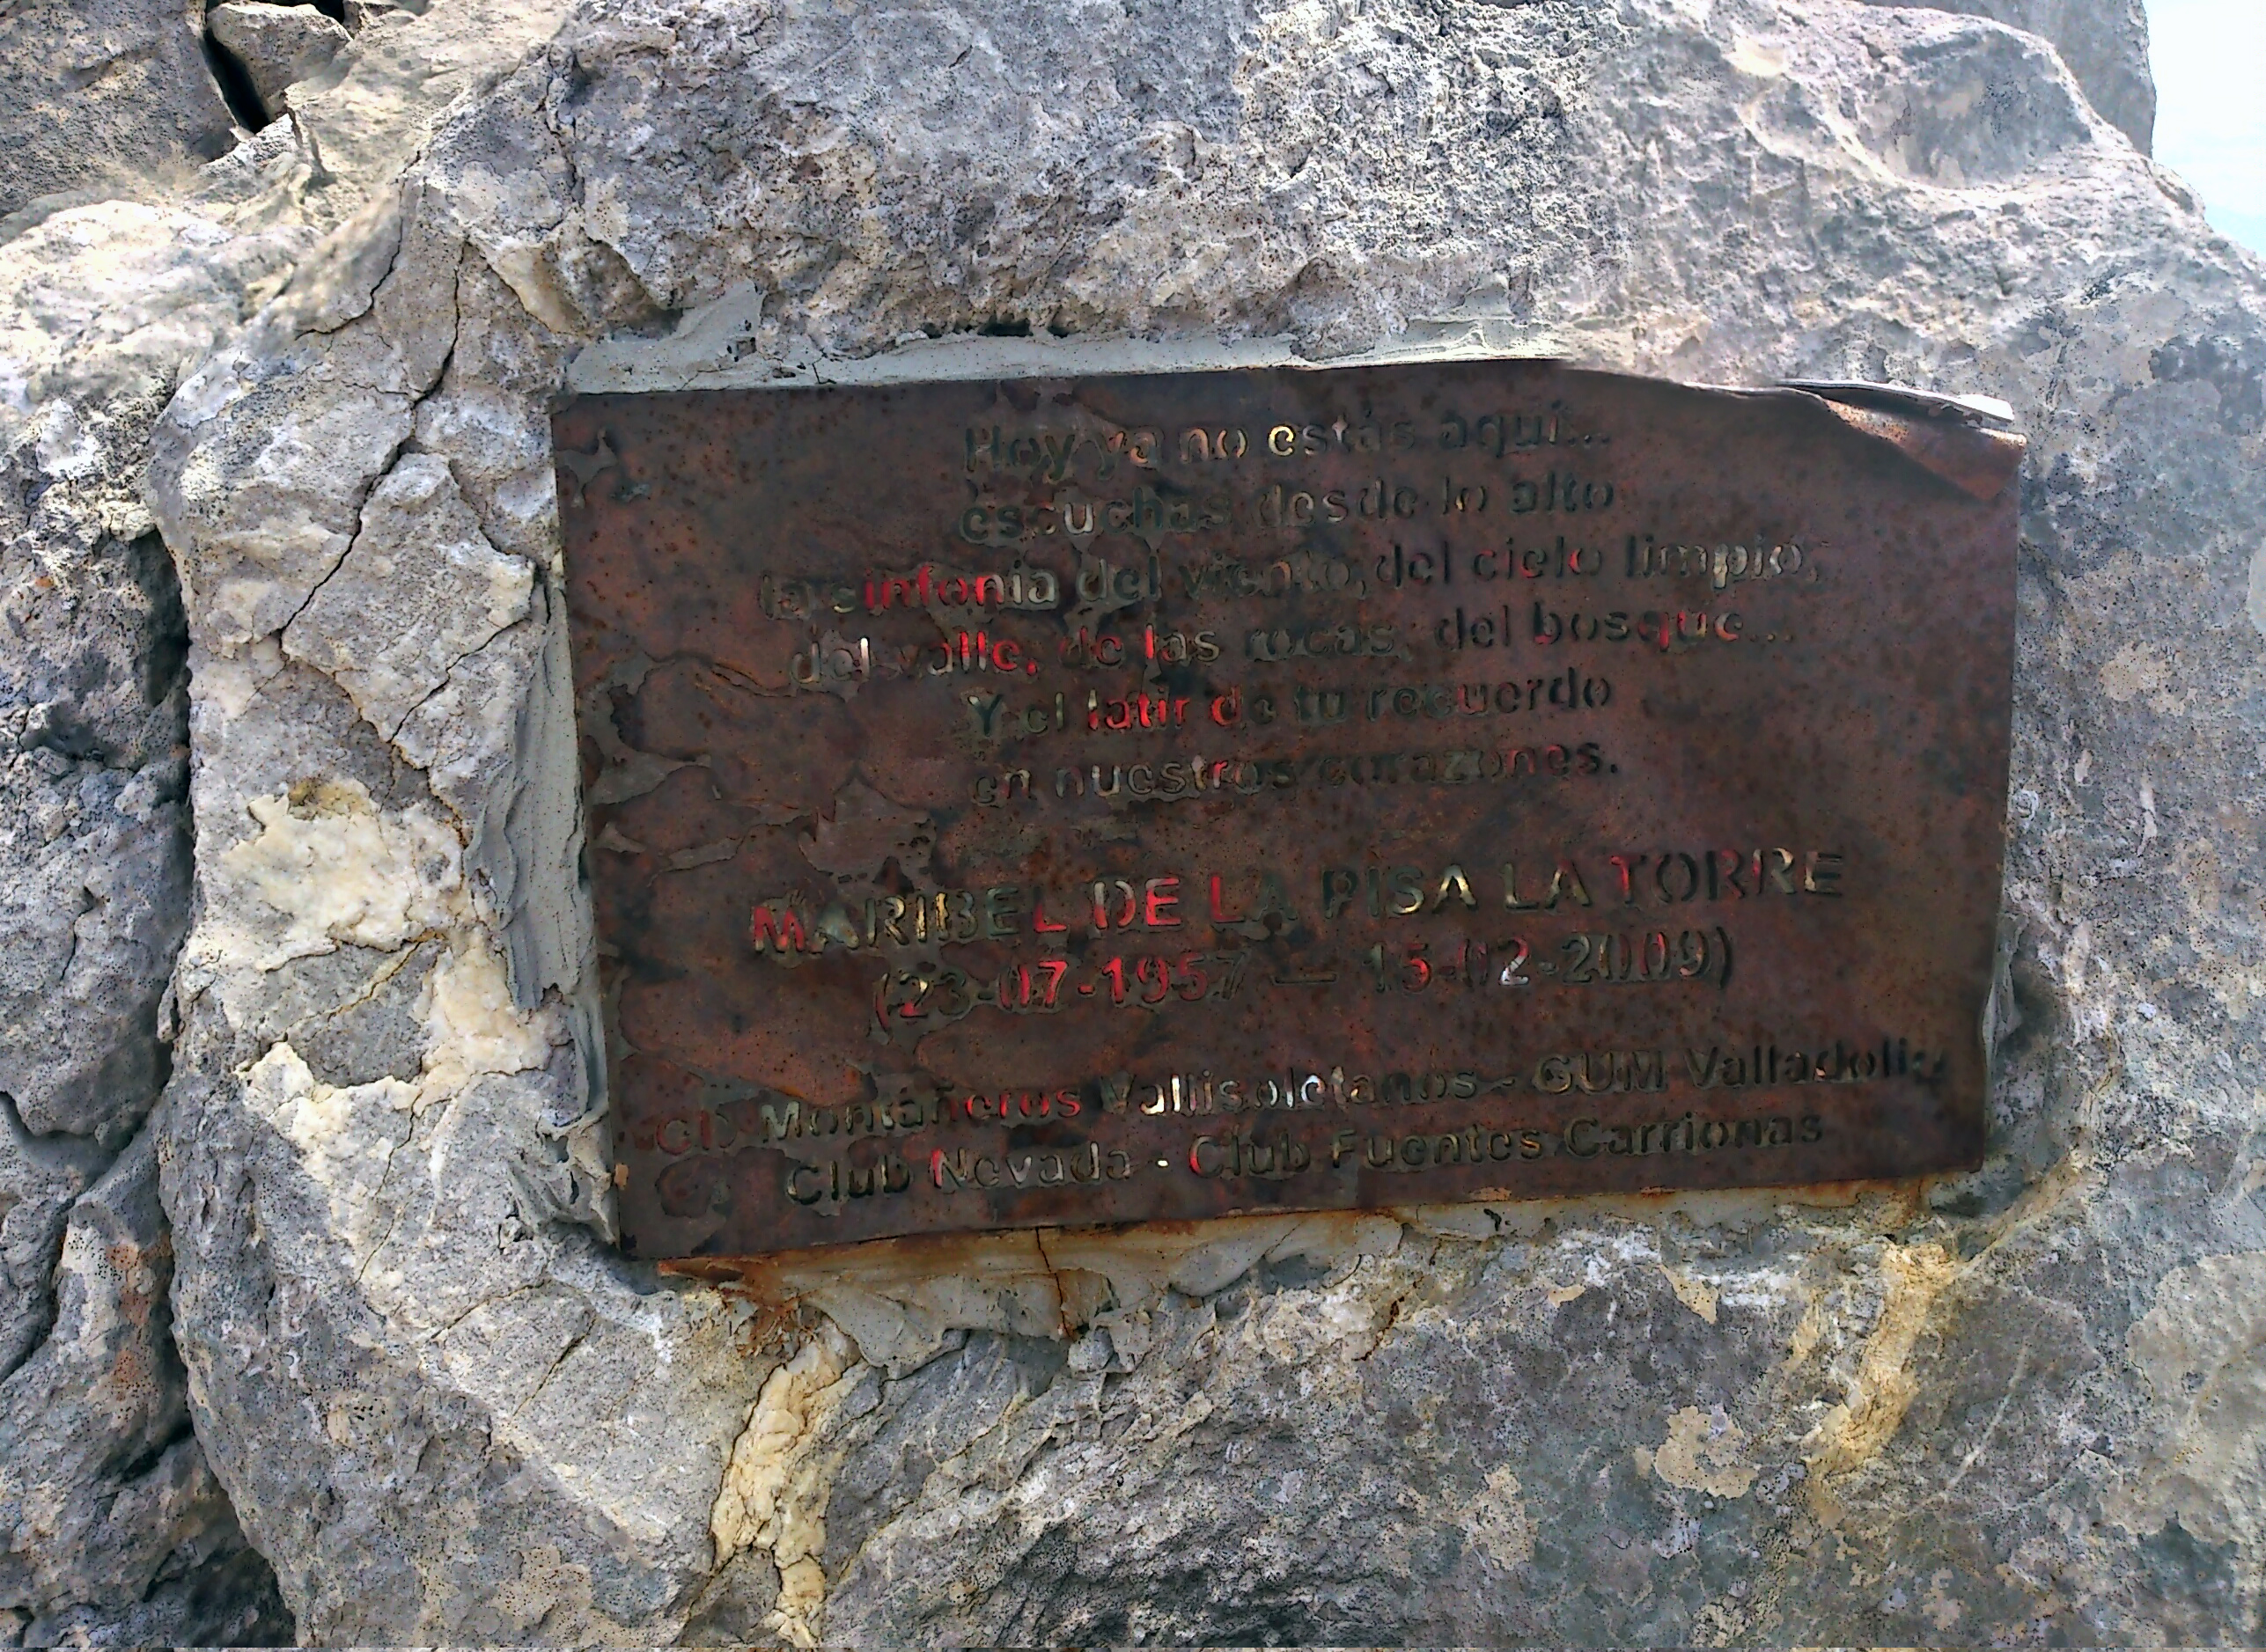 Hoy ya no estás aquí...
escuchas desde lo alto
la sinfonia del viento, del cielo limpio,
del valle, de las rocas, del bosque...
Y el latir de tu recuerdo
en nuestros corazones.
MARIBEL DE LA PISA LA TORRE
(23-07-1957 — 15-02-2009)
CD Montañeros Vallisoletanos - GUM Valladolid
Club Nevada - Club Fuentes Carrionas